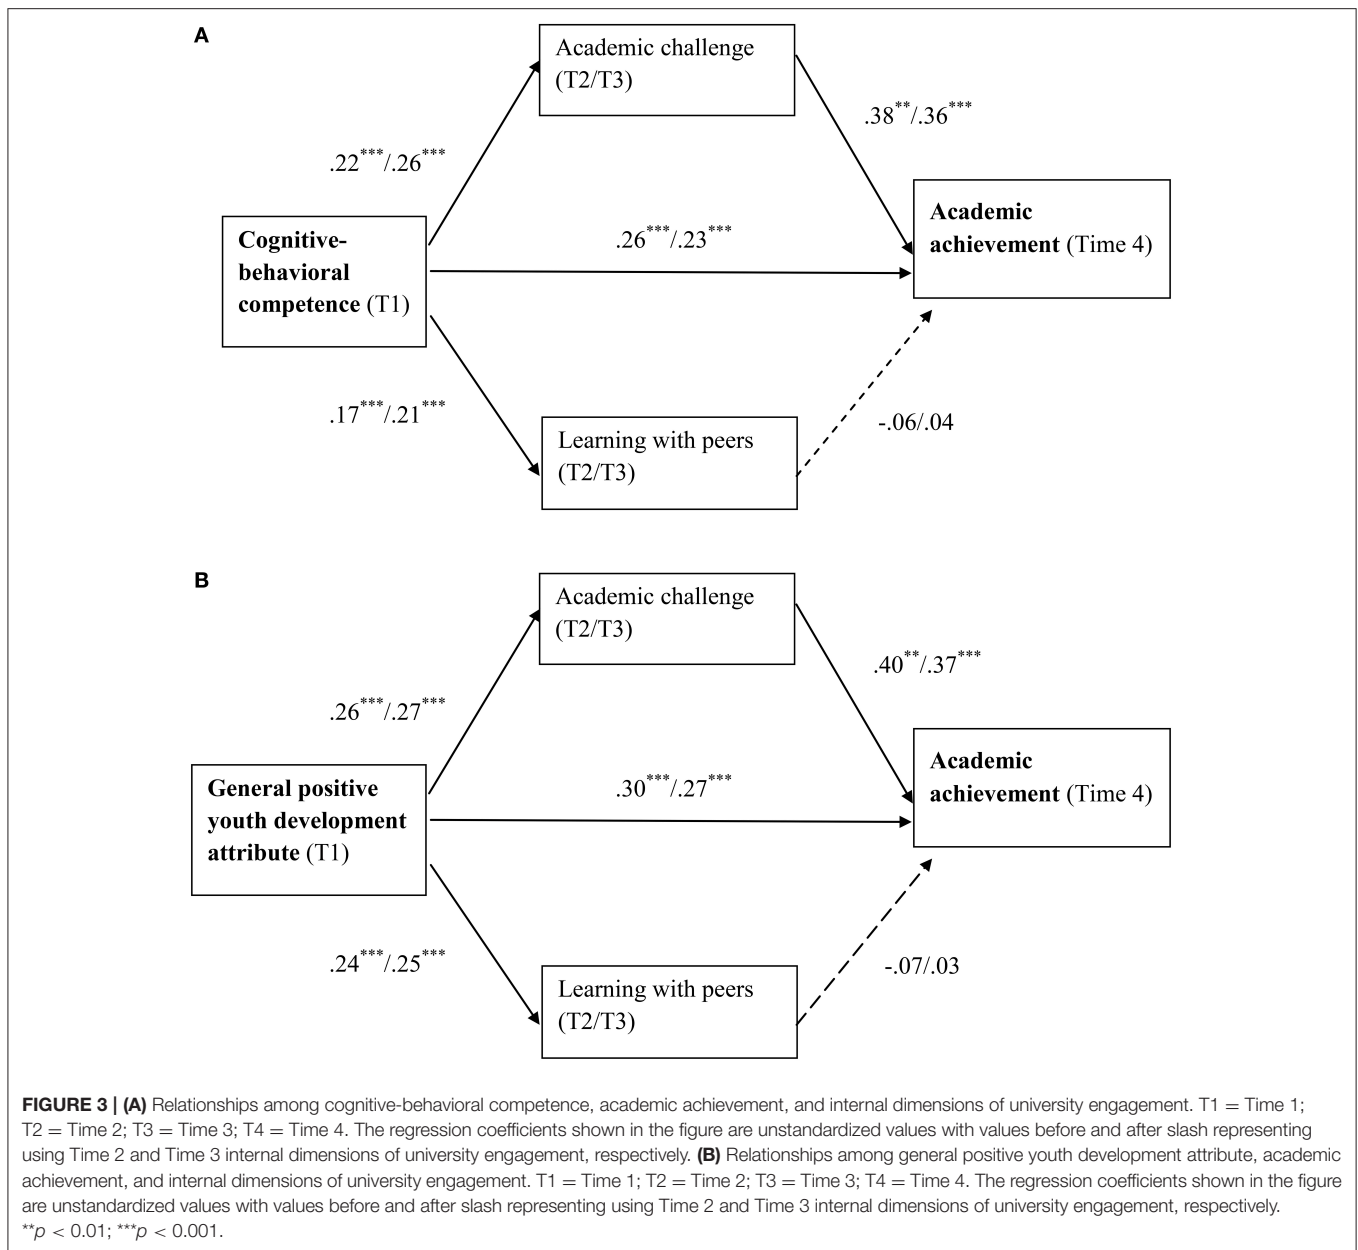 A
Academic challenge
(T2/T3)
.38**/.36***
.22***/.26***
Academic
achievement (Time 4)
Cognitive-
behavioral
competence (T1)
.26***/.23***
.17***/.21***
Learning with peers
(T2/T3)
-.06/.04
B
Academic challenge
(T2/T3)
.40**/.37***
.26***/.27***
Academic
achievement (Time 4)
General positive
youth development
attribute (T1)
.30***/.27***
.24***/.25***
Learning with peers
(T2/T3)
-.07/.03
FIGURE 3 | (A) Relationships among cognitive-behavioral competence, academic achievement, and internal dimensions of university engagement. T1 = Time 1;
T2 = Time 2; T3 = Time 3; T4 = Time 4. The regression coefficients shown in the figure are unstandardized values with values before and after slash representing
using Time 2 and Time 3 internal dimensions of university engagement, respectively. (B) Relationships among general positive youth development attribute, academic
achievement, and internal dimensions of university engagement. T1 = Time 1; T2 = Time 2; T3 = Time 3; T4 = Time 4. The regression coefficients shown in the figure
are unstandardized values with values before and after slash representing using Time 2 and Time 3 internal dimensions of university engagement, respectively.
**p < 0.01; ***p < 0.001.